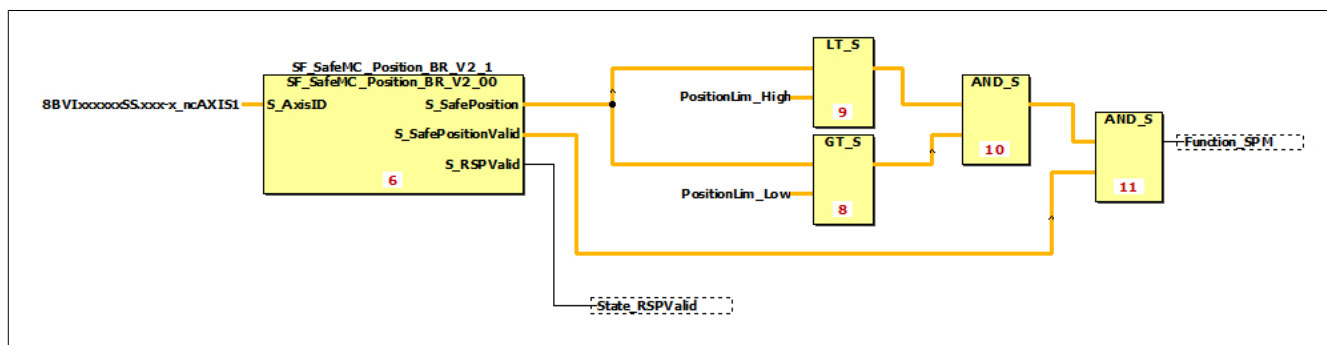 SF_SafeMC_Position_BR_V2_1
SF_SafeMC_Position_BR_V2_00
8BVIxxxxxxSS.xxx-x_ncAXIS1
S_AxisID
S_SafePosition
S_SafePositionValid
S_RSPValid
6
LT_S
PositionLim_High
9
GT_S
PositionLim_Low
8
AND_S
10
AND_S
11
Function_SPM
State_RSPValid